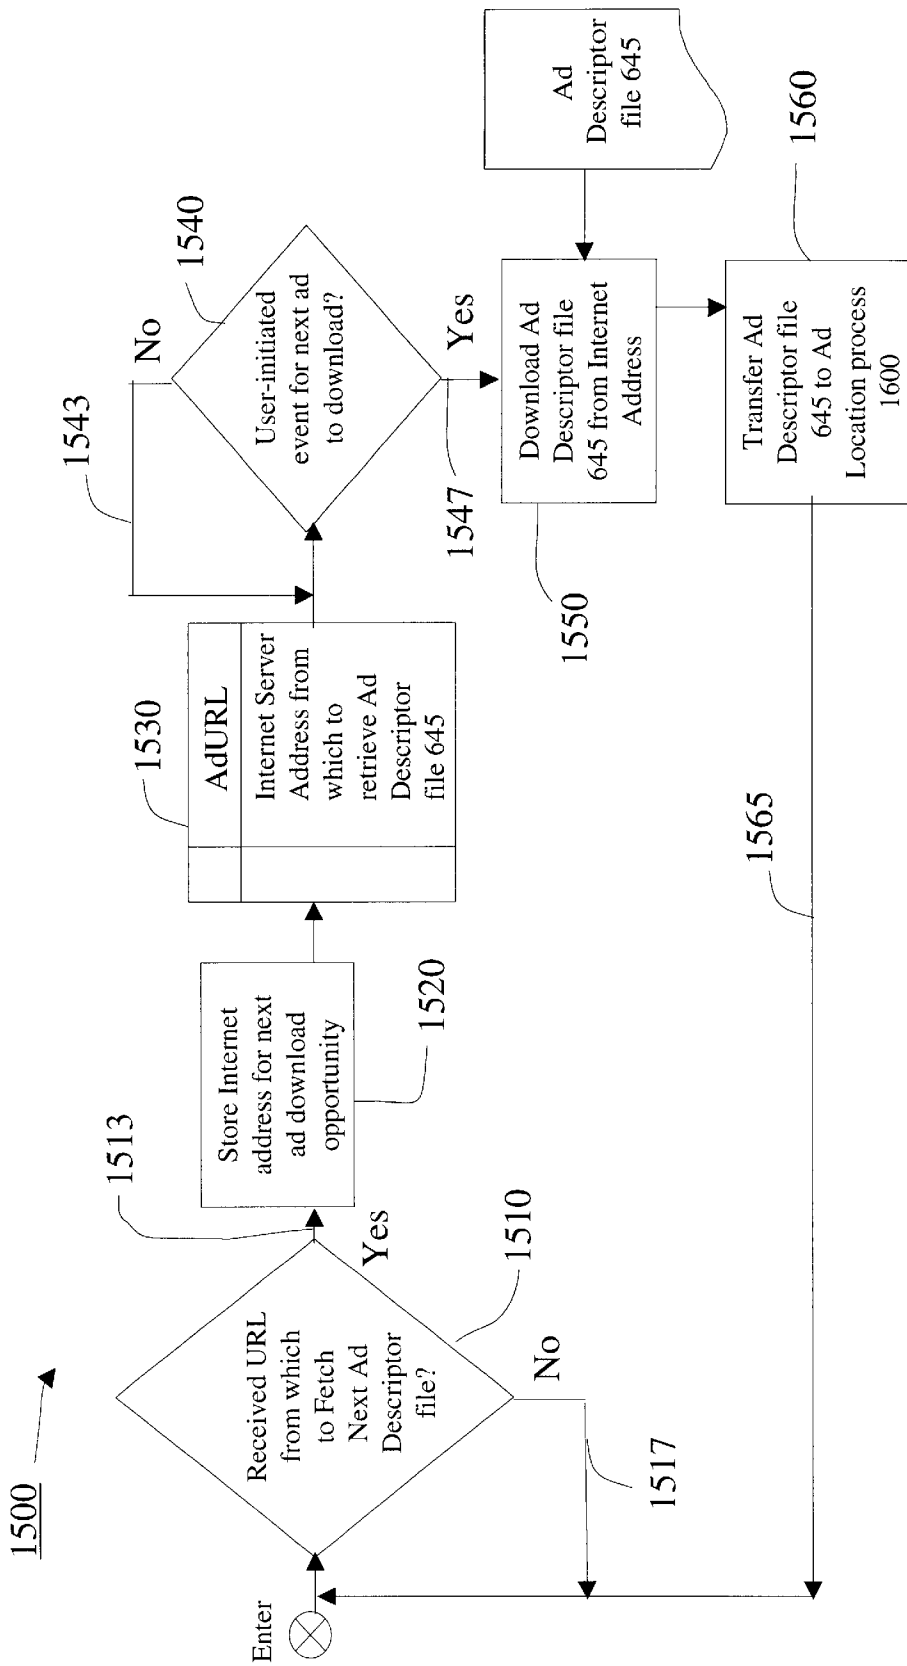 1500
Enter
Received URL
from which
to Fetch
Next Ad
Descriptor
file?
1510
Yes
1513
No
1517
Store Internet
address for next
ad download
opportunity
1520
1530
AdURL
Internet Server
Address from
which to
retrieve Ad
Descriptor
file 645
1543
No
1540
User-initiated
event for next ad
to download?
Yes
1547
Download Ad
Descriptor file
645 from Internet
Address
1550
Ad
Descriptor
file 645
1560
Transfer Ad
Descriptor file
645 to Ad
Location process
1600
1565